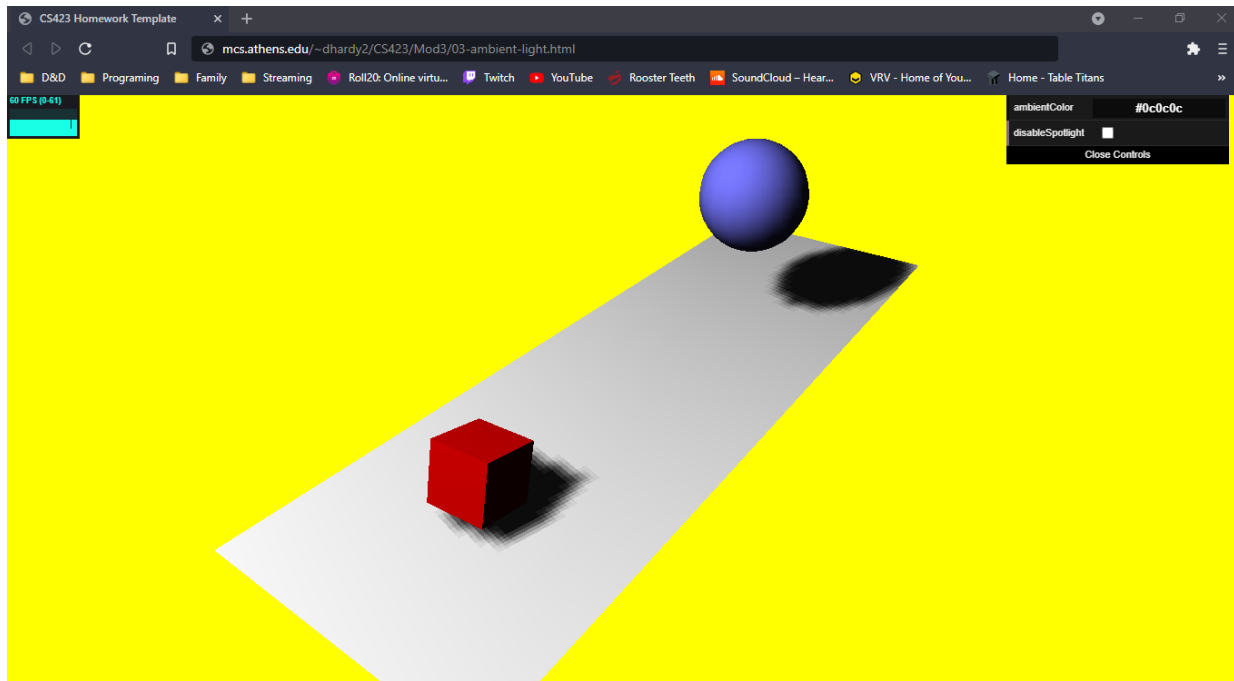 CS423 Homework Template
mcs.athens.edu/~dhardy2/CS423/Mod3/03-ambient-light.html
D&D Programing Family Streaming Roll20: Online virtu... Twitch YouTube Rooster Teeth SoundCloud – Hear... VRV - Home of You... Home - Table Titans
60 FPS (0-61)
ambientColor #0c0c0c
disableSpotlight
Close Controls